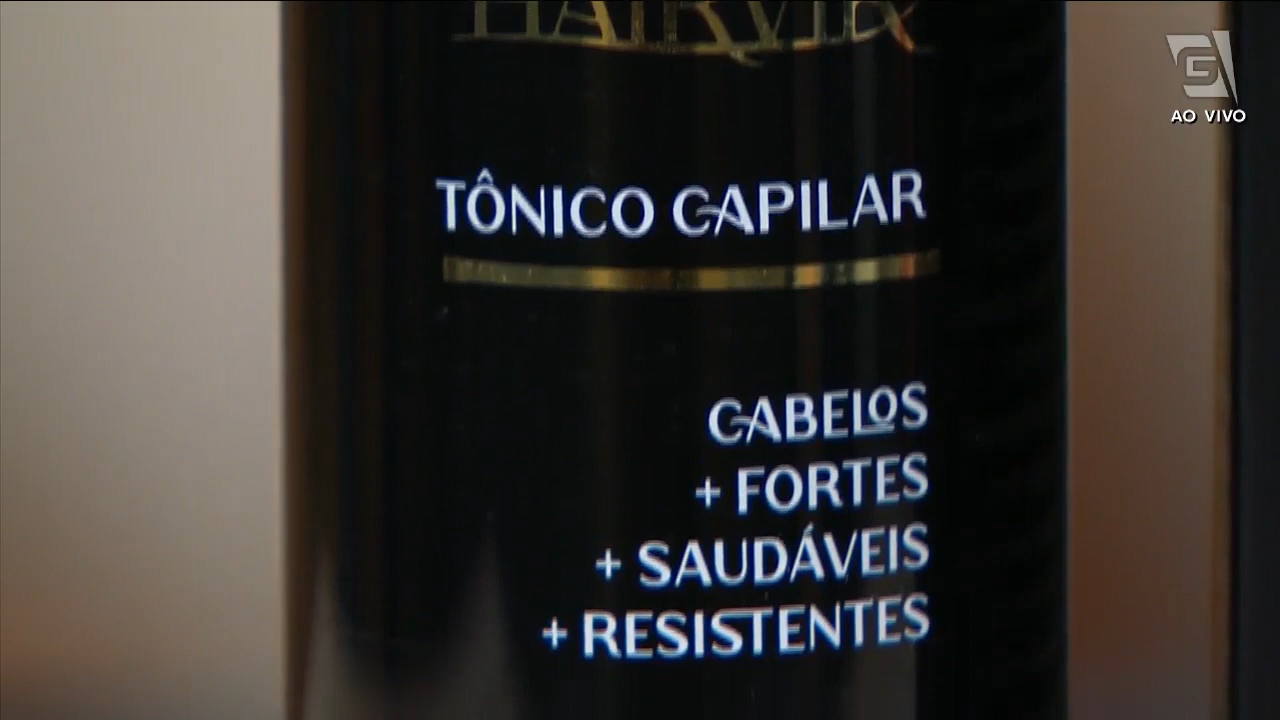 AO VIVO
TÔNICO CAPILAR
CABELOS
+ FORTES
+ SAUDÁVEIS
+ RESISTENTES